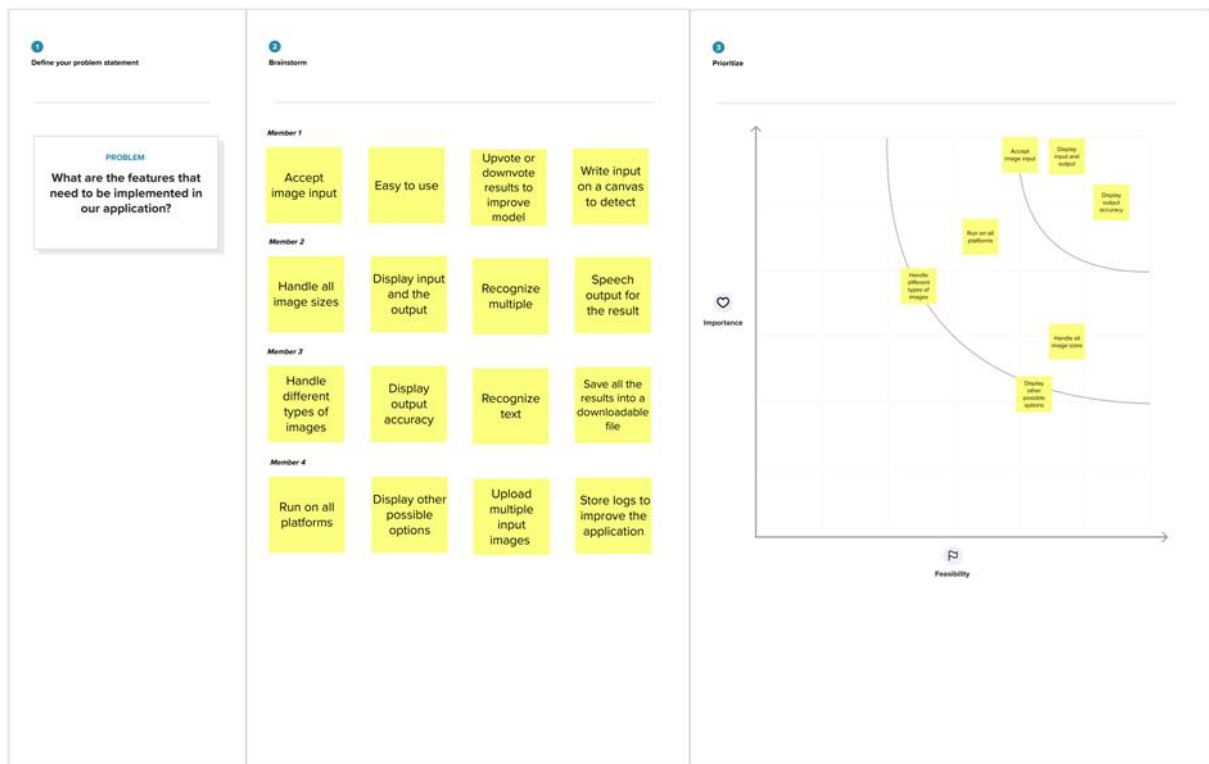 1
Define your problem statement
PROBLEM
What are the features that
need to be implemented in
our application?
2
Brainstorm
Member 1
Accept
image input
Easy to use
Upvote or
downvote
results to
improve
model
Write input
on a canvas
to detect
Member 2
Handle all
image sizes
Display input
and the
output
Recognize
multiple
Speech
output for
the result
Member 3
Handle
different
types of
images
Display
output
accuracy
Recognize
text
Save all the
results into a
downloadable
file
Member 4
Run on all
platforms
Display other
possible
options
Upload
multiple
input
images
Store logs to
improve the
application
3
Prioritize
Accept
image input
Display
input and
output
Display
output
accuracy
Run on all
platforms
Handle
different
types of
images
Importance
Handle all
image sizes
Display
other
possible
options
Feasibility